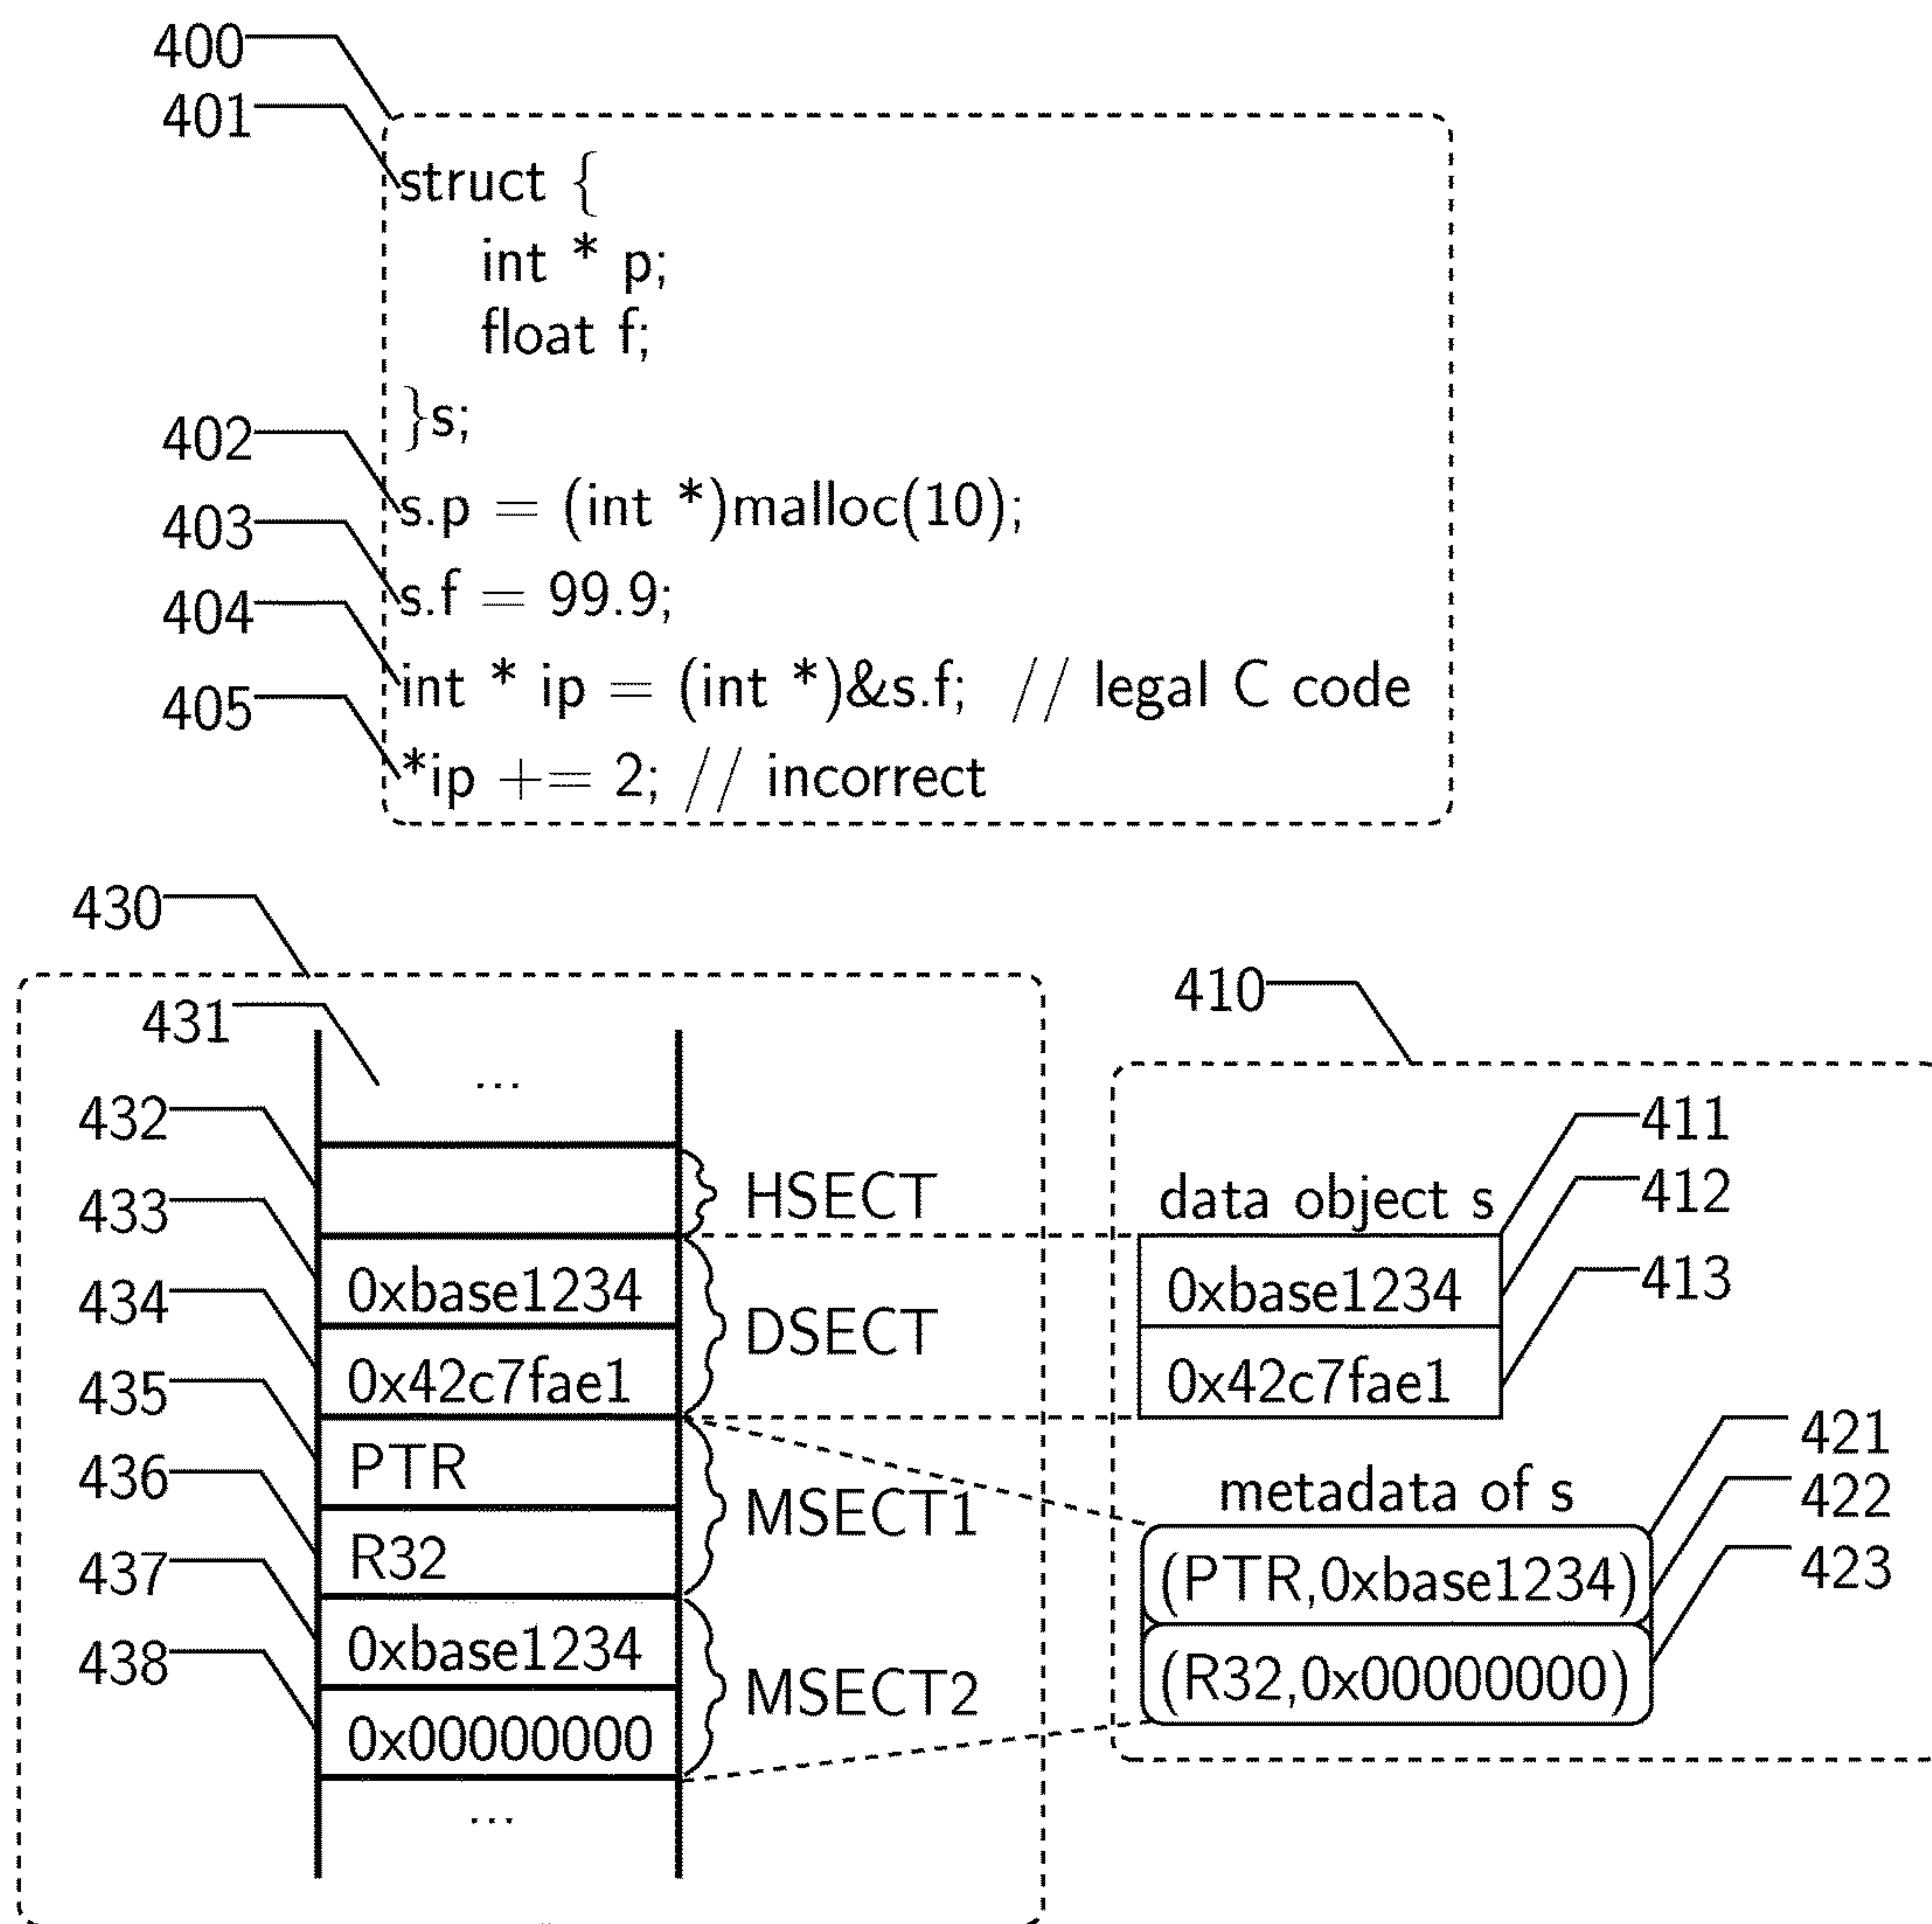 400
401
struct {
int * p;
float f;
}s;
402
s.p = (int *)malloc(10);
403
s.f = 99.9;
404
int * ip = (int *)&s.f; // legal C code
405
*ip += 2; // incorrect
430
410
431
...
411
432
HSECT
data object s
412
433
0xbase1234
0xbase1234
413
434
DSECT
0x42c7fae1
0x42c7fae1
435
PTR
421
436
MSECT1
metadata of s
422
R32
(PTR,0xbase1234)
423
437
0xbase1234
(R32,0x00000000)
438
MSECT2
0x00000000
...